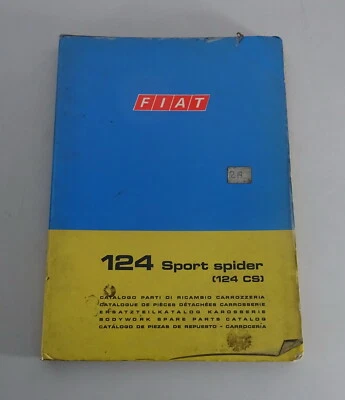 FIAT
124 Sport spider
(124 CS)
CATALOGO PARTI DI RICAMBIO CARROZZERIA
CATALOGUE DE PIÈCES DÉTACHÉES CARROSSERIE
ERSATZTEILKATALOG KAROSSERIE
BODYWORK SPARE PARTS CATALOG
CATÁLOGO DE PIEZAS DE REPUESTO - CARROCERÍA